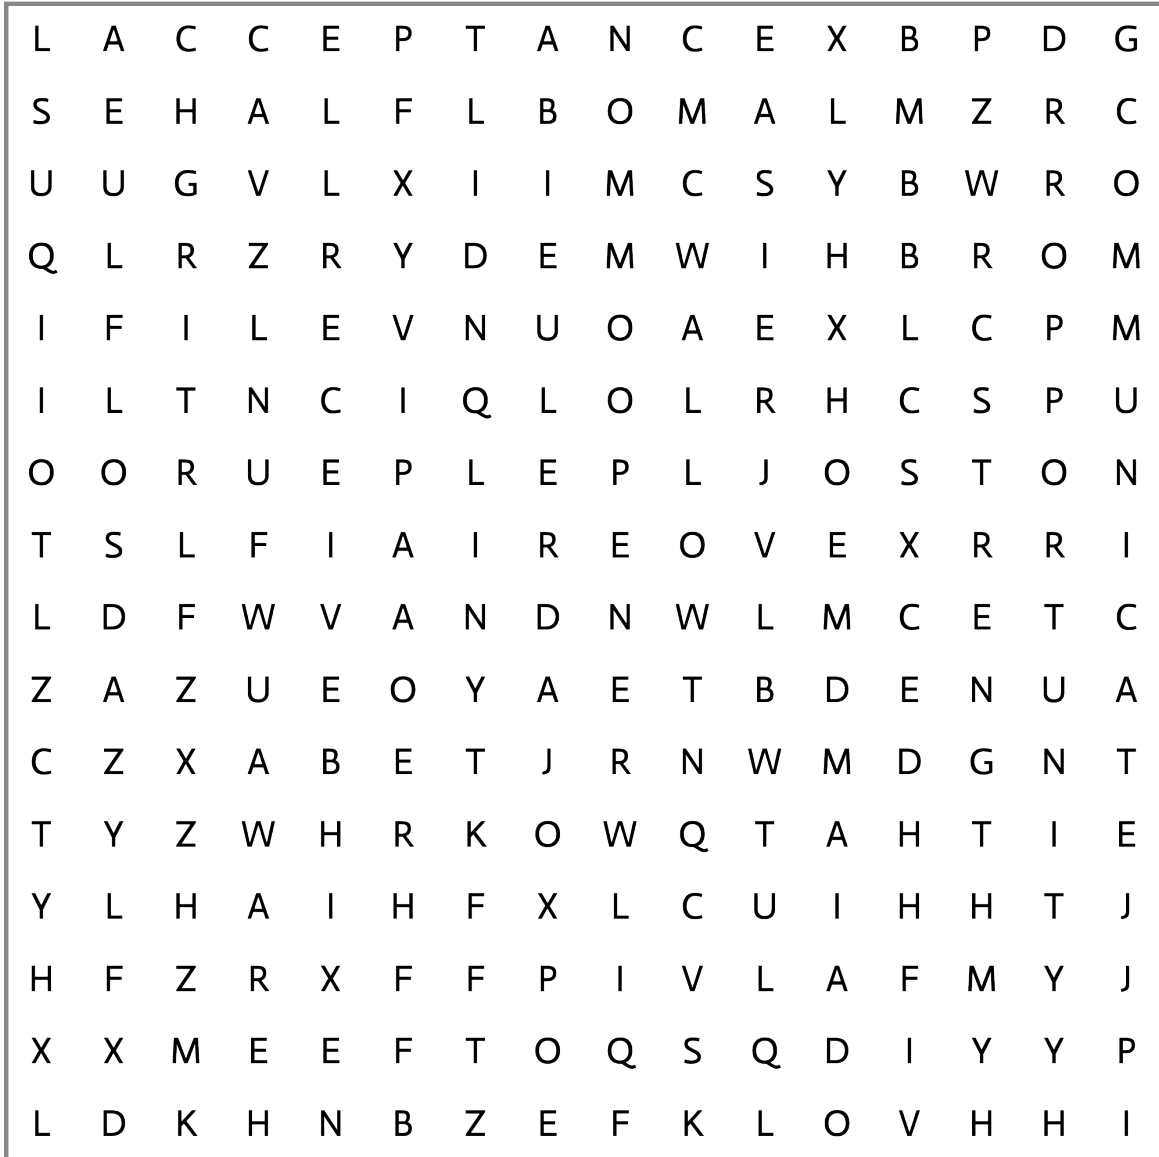 L A C C E P T A N C E X B P D G
S E H A L F L B O M A L M Z R C
U U G V L X I I M C S Y B W R O
Q L R Z R Y D E M W I H B R O M
I F I L E V N U O A E X L C P M
I L T N C I Q L O L R H C S P U
O O R U E P L E P L J O S T O N
T S L F I A I R E O V E X R R I
L D F W V A N D N W L M C E T C
Z A Z U E O Y A E T B D E N U A
C Z X A B E T J R N W M D G N T
T Y Z W H R K O W Q T A H T I E
Y L H A I H F X L C U I H H T J
H F Z R X F F P I V L A F M Y J
X X M E E F T O Q S Q D I Y Y P
L D K H N B Z E F K L O V H H I